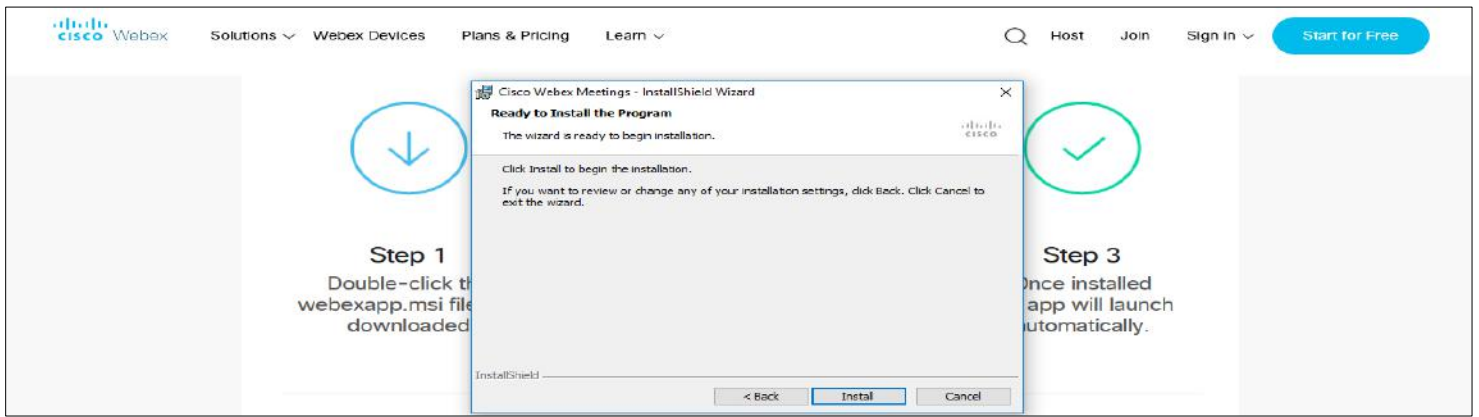 cisco Webex Solutions Webex Devices Plans & Pricing Learn Host Join Sign in Start for Free
Cisco Webex Meetings - InstallShield Wizard
Ready to Install the Program
The wizard is ready to begin installation.
cisco
Click Install to begin the installation.
If you want to review or change any of your installation settings, click Back. Click Cancel to
exit the wizard.
InstallShield
< Back Install Cancel
Step 1
Double-click th
webexapp.msi file
downloaded
Step 3
Once installed
app will launch
automatically.